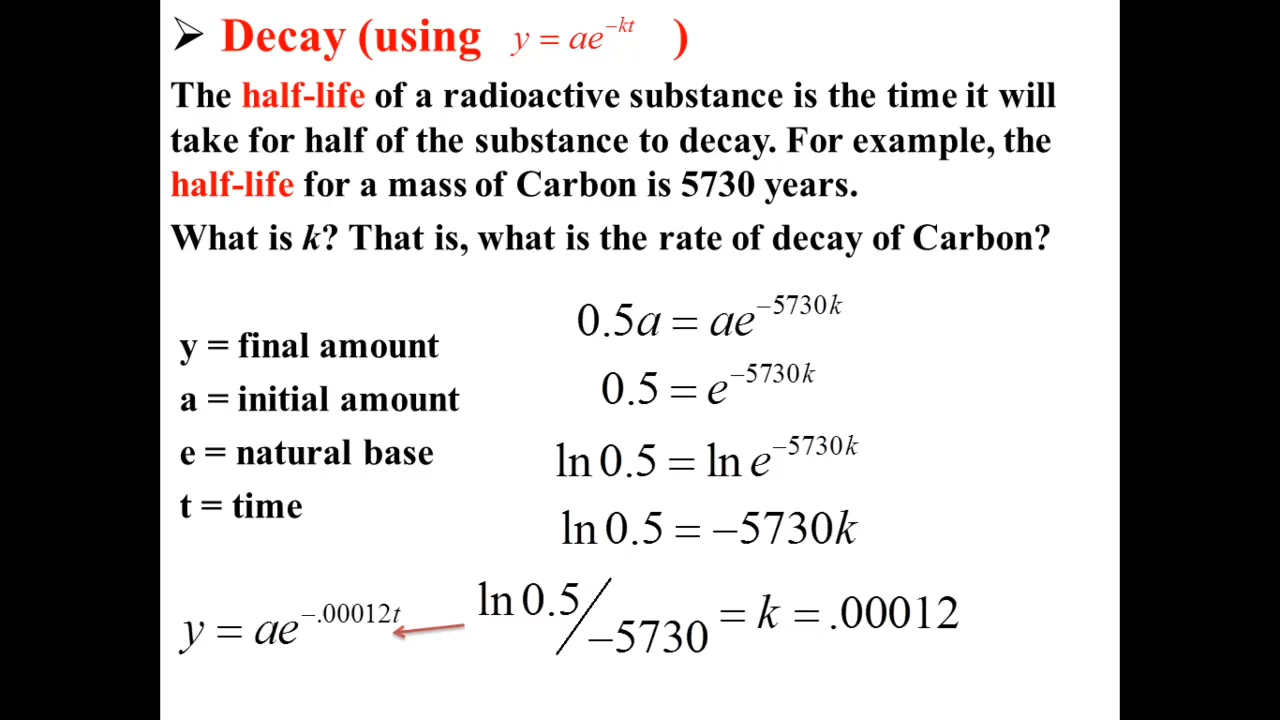 ➢ Decay (using y = ae^{-kt} )
The half-life of a radioactive substance is the time it will
take for half of the substance to decay. For example, the
half-life for a mass of Carbon is 5730 years.
What is k? That is, what is the rate of decay of Carbon?
y = final amount
a = initial amount
e = natural base
t = time
0.5a = ae^{-5730k}
0.5 = e^{-5730k}
ln 0.5 = ln e^{-5730k}
ln 0.5 = -5730k
ln 0.5 / -5730 = k = .00012
y = ae^{-.00012t}